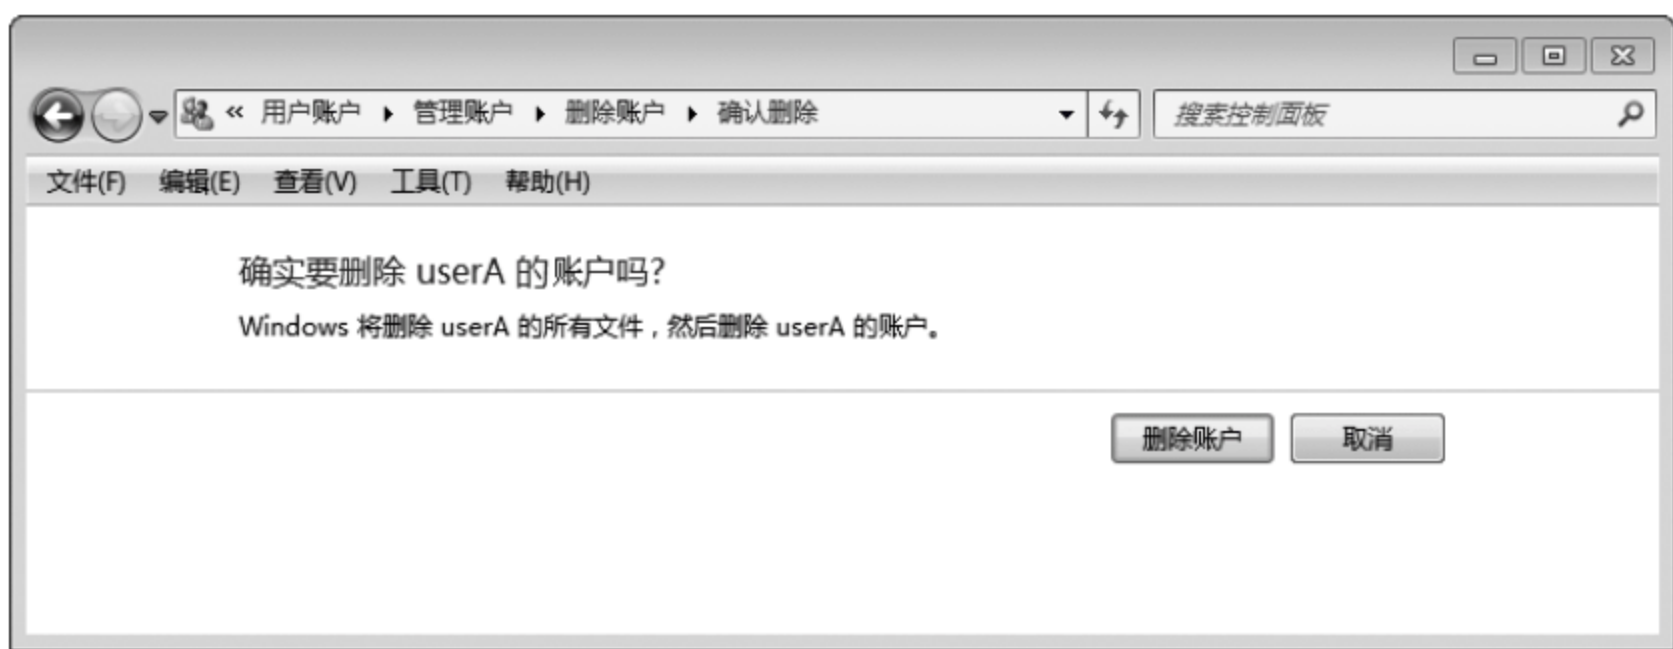 « 用户账户 ▸ 管理账户 ▸ 删除账户 ▸ 确认删除 搜索控制面板
文件(F) 编辑(E) 查看(V) 工具(T) 帮助(H)
确实要删除 userA 的账户吗?
Windows 将删除 userA 的所有文件，然后删除 userA 的账户。
删除账户 取消